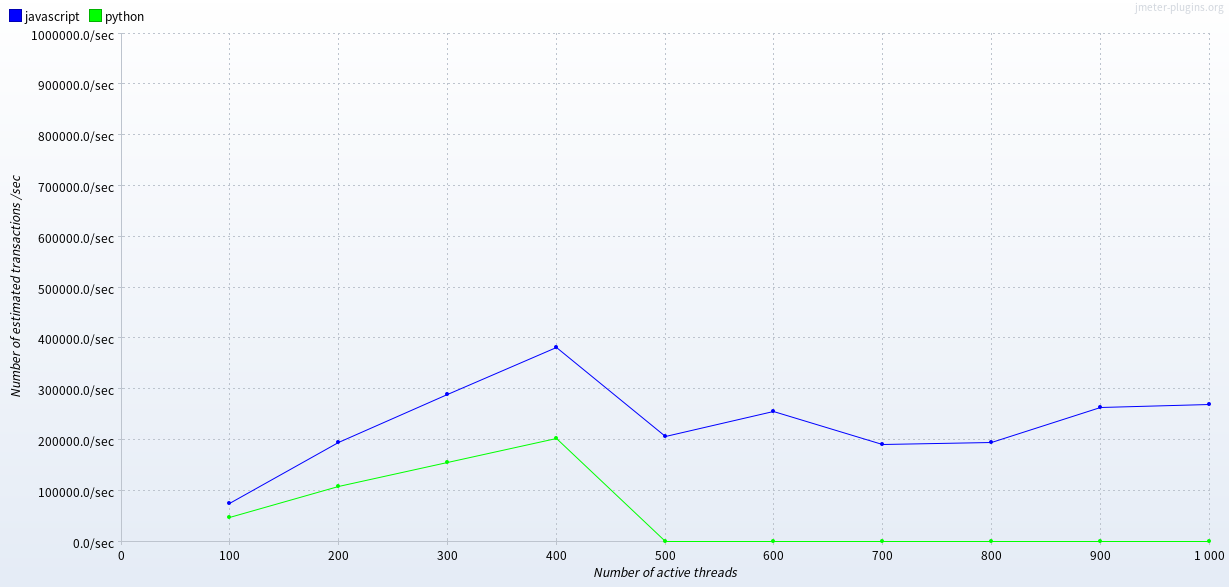 jmeter-plugins.org
javascript python
1000000.0/sec
900000.0/sec
800000.0/sec
700000.0/sec
600000.0/sec
500000.0/sec
400000.0/sec
300000.0/sec
200000.0/sec
100000.0/sec
0.0/sec
Number of estimated transactions /sec
0 100 200 300 400 500 600 700 800 900 1 000
Number of active threads